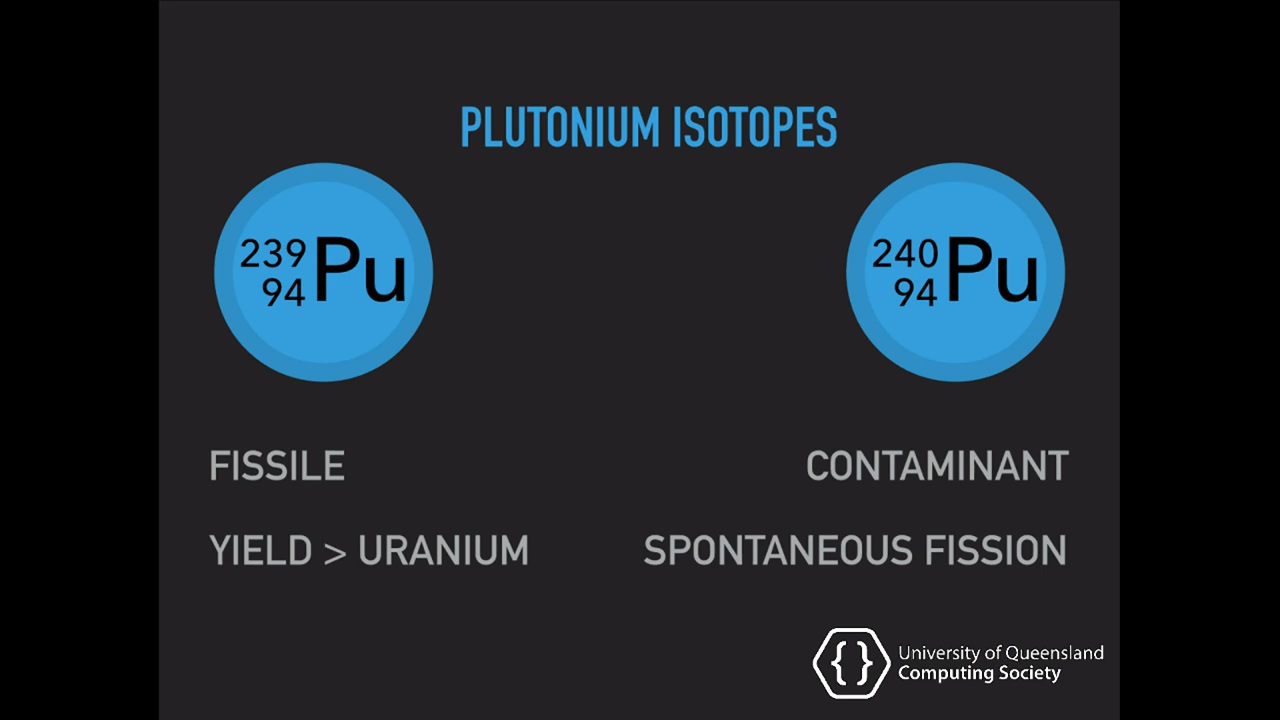 PLUTONIUM ISOTOPES
239
94 Pu
240
94 Pu
FISSILE
CONTAMINANT
YIELD > URANIUM
SPONTANEOUS FISSION
{} University of Queensland
Computing Society